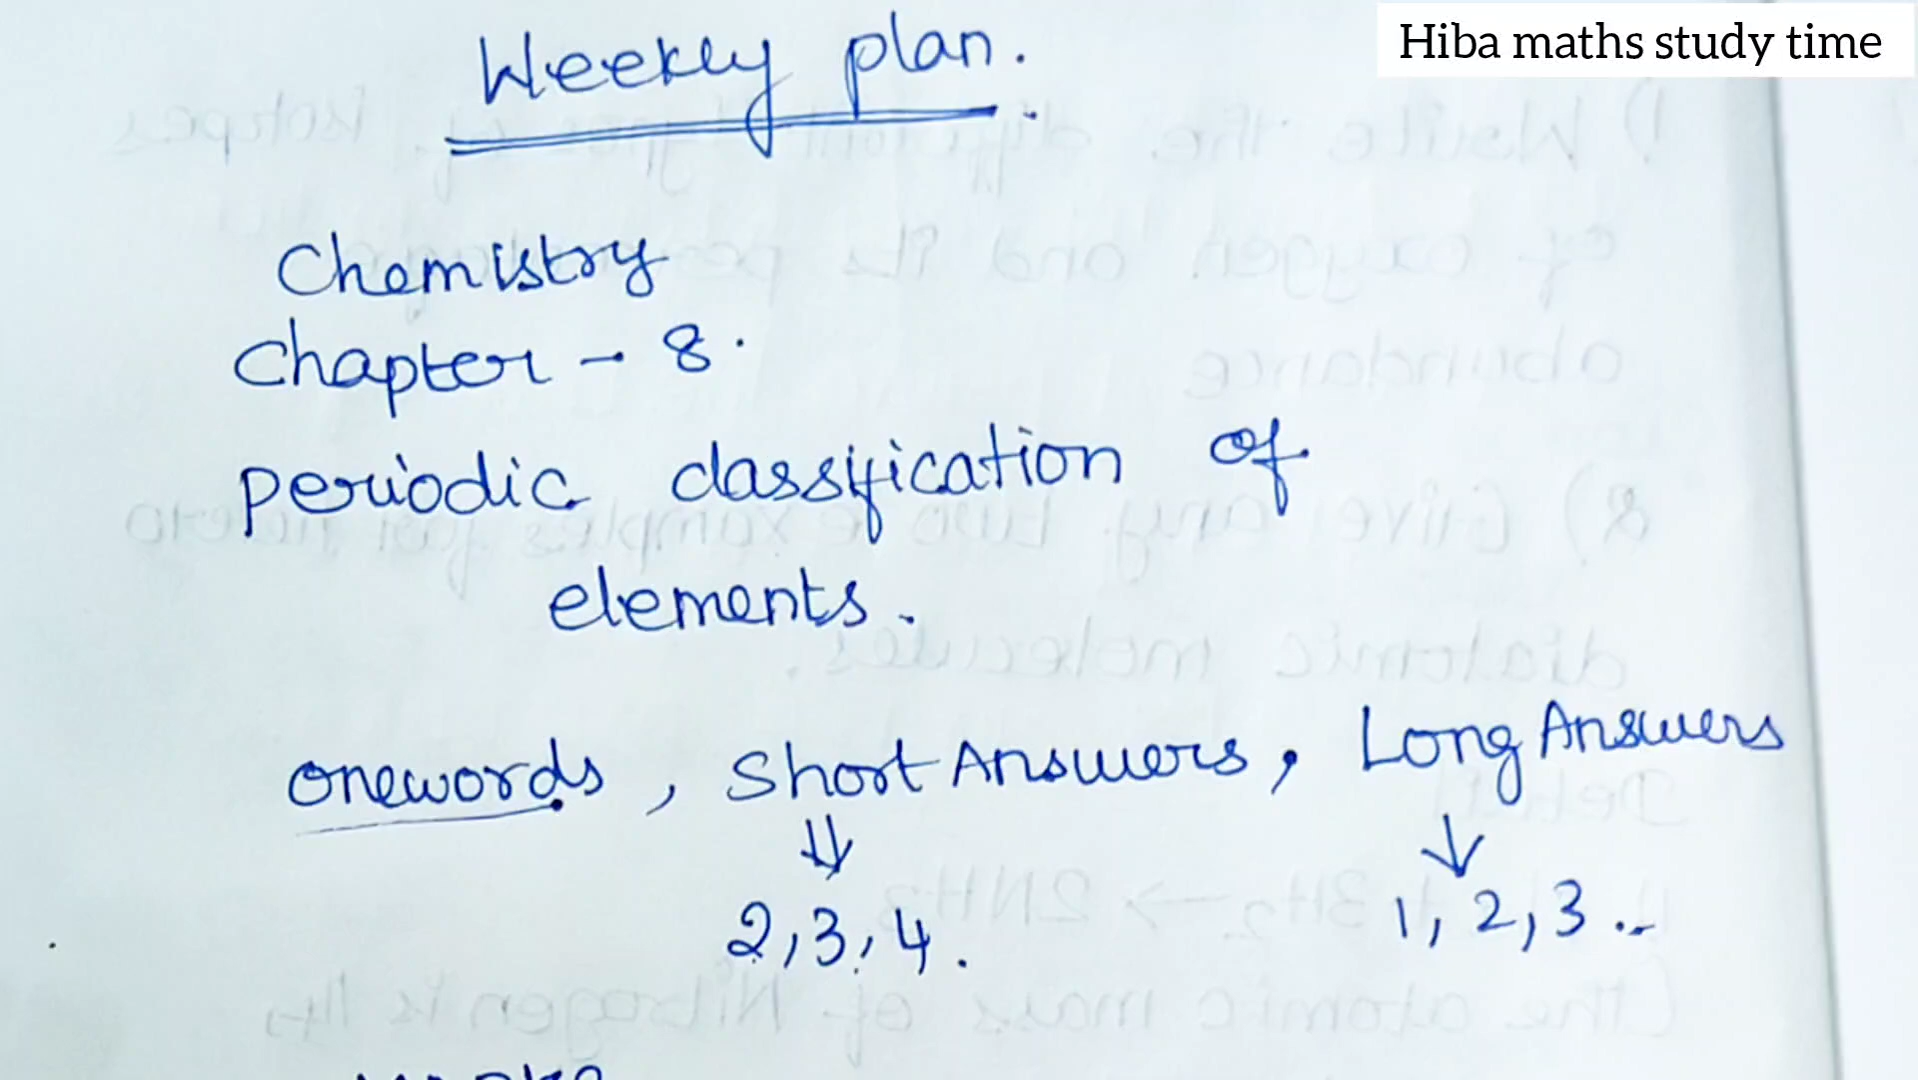 Hiba maths study time
Weekly plan.
Chemistry
Chapter - 8.
periodic classification of
elements.
onewords, Short Answers, Long Answers
2,3,4. 1, 2, 3..